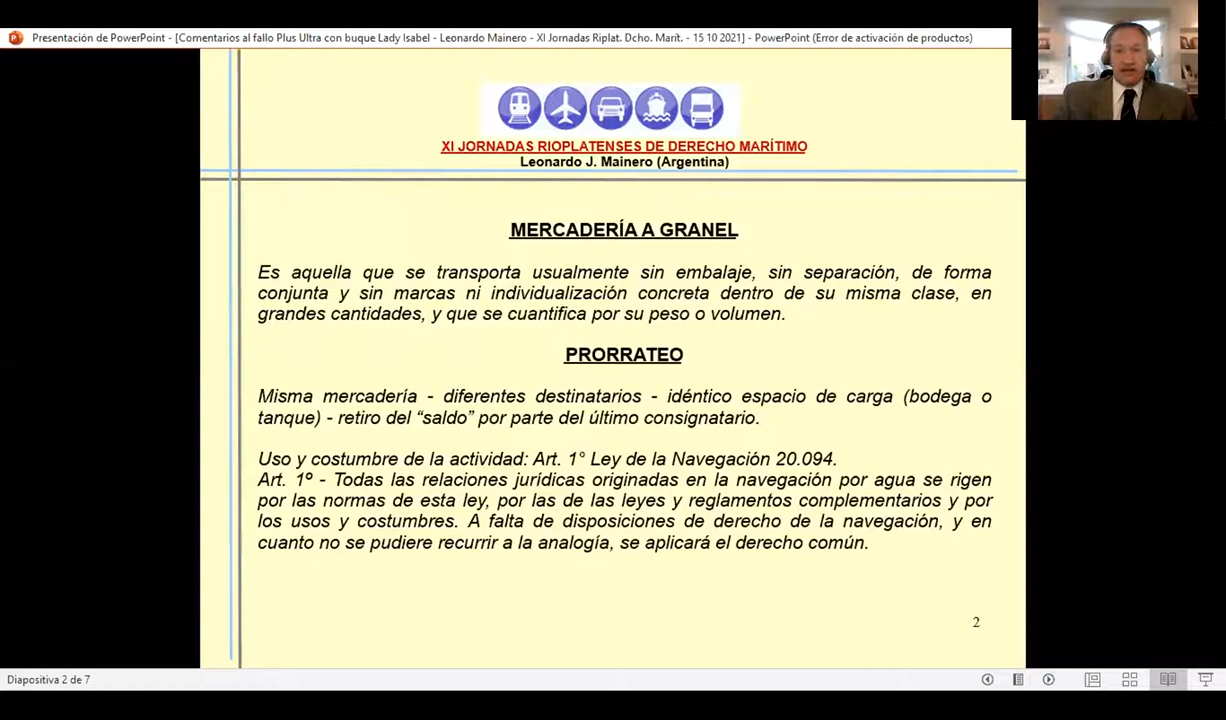 Presentación de PowerPoint - [Comentarios al fallo Plus Ultra con buque Lady Isabel - Leonardo Mainero - XI Jornadas Riplat. Dcho. Marít. - 15 10 2021] - PowerPoint (Error de activación de productos)
XI JORNADAS RIOPLATENSES DE DERECHO MARÍTIMO
Leonardo J. Mainero (Argentina)
MERCADERÍA A GRANEL
Es aquella que se transporta usualmente sin embalaje, sin separación, de forma
conjunta y sin marcas ni individualización concreta dentro de su misma clase, en
grandes cantidades, y que se cuantifica por su peso o volumen.
PRORRATEO
Misma mercadería - diferentes destinatarios - idéntico espacio de carga (bodega o
tanque) - retiro del “saldo” por parte del último consignatario.
Uso y costumbre de la actividad: Art. 1° Ley de la Navegación 20.094.
Art. 1º - Todas las relaciones jurídicas originadas en la navegación por agua se rigen
por las normas de esta ley, por las de las leyes y reglamentos complementarios y por
los usos y costumbres. A falta de disposiciones de derecho de la navegación, y en
cuanto no se pudiere recurrir a la analogía, se aplicará el derecho común.
2
Diapositiva 2 de 7